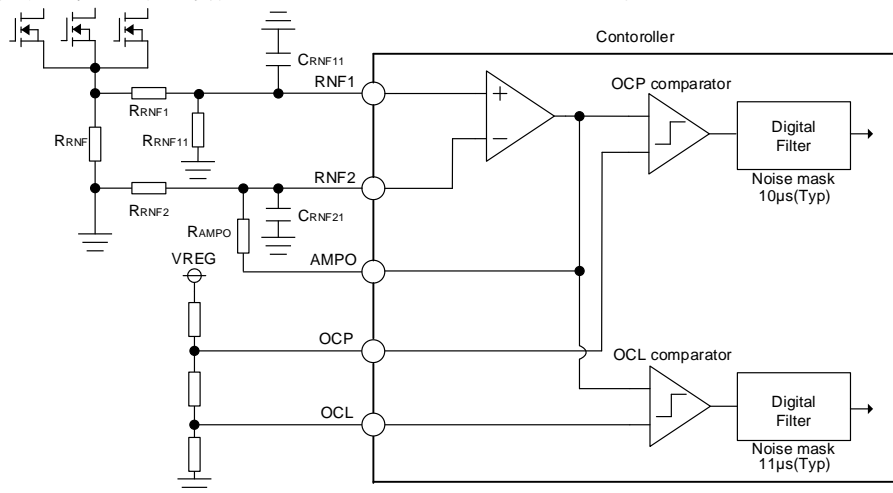 Contoroller
CRNF11
RNF1
OCP comparator
RRNF1
RRNF11
Digital
Filter
RRNF
RNF2
Noise mask
10µs(Typ)
RRNF2
CRNF21
RAMPO
VREG
AMPO
OCP
OCL comparator
OCL
Digital
Filter
Noise mask
11µs(Typ)